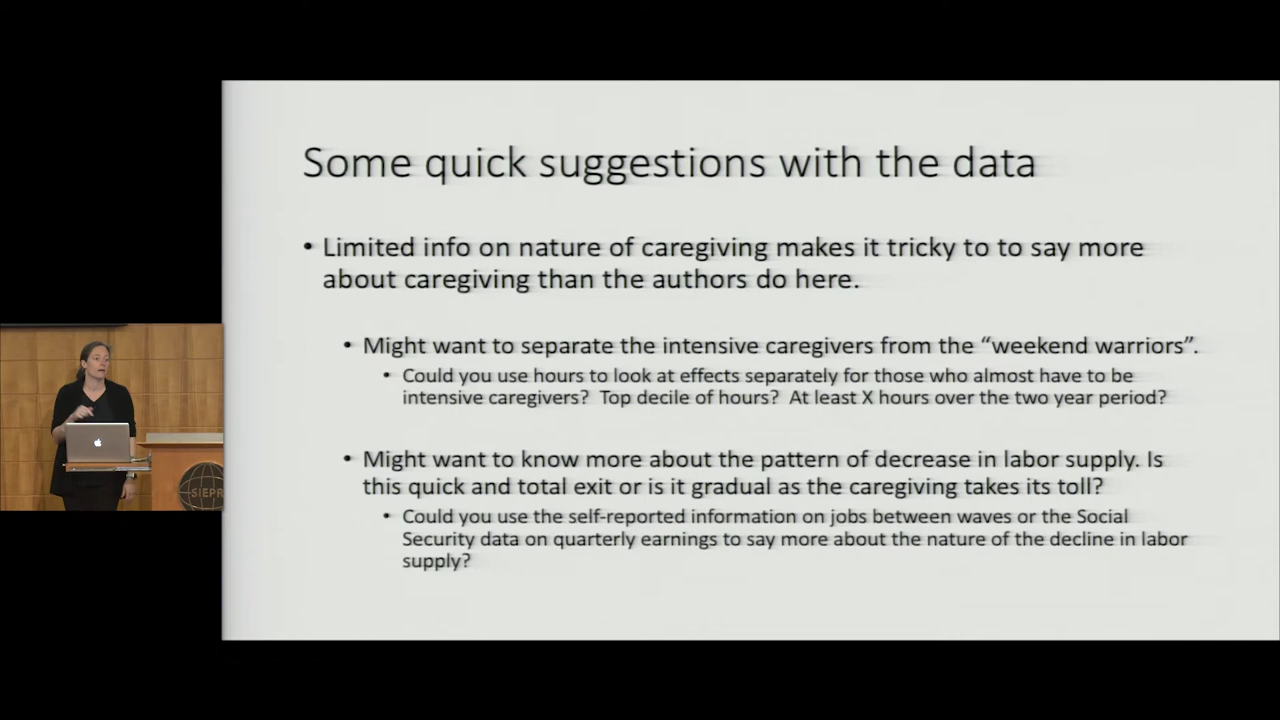 Some quick suggestions with the data
• Limited info on nature of caregiving makes it tricky to to say more
about caregiving than the authors do here.
• Might want to separate the intensive caregivers from the “weekend warriors”.
• Could you use hours to look at effects separately for those who almost have to be
intensive caregivers? Top decile of hours? At least X hours over the two year period?
• Might want to know more about the pattern of decrease in labor supply. Is
this quick and total exit or is it gradual as the caregiving takes its toll?
• Could you use the self-reported information on jobs between waves or the Social
Security data on quarterly earnings to say more about the nature of the decline in labor
supply?
SIEPR